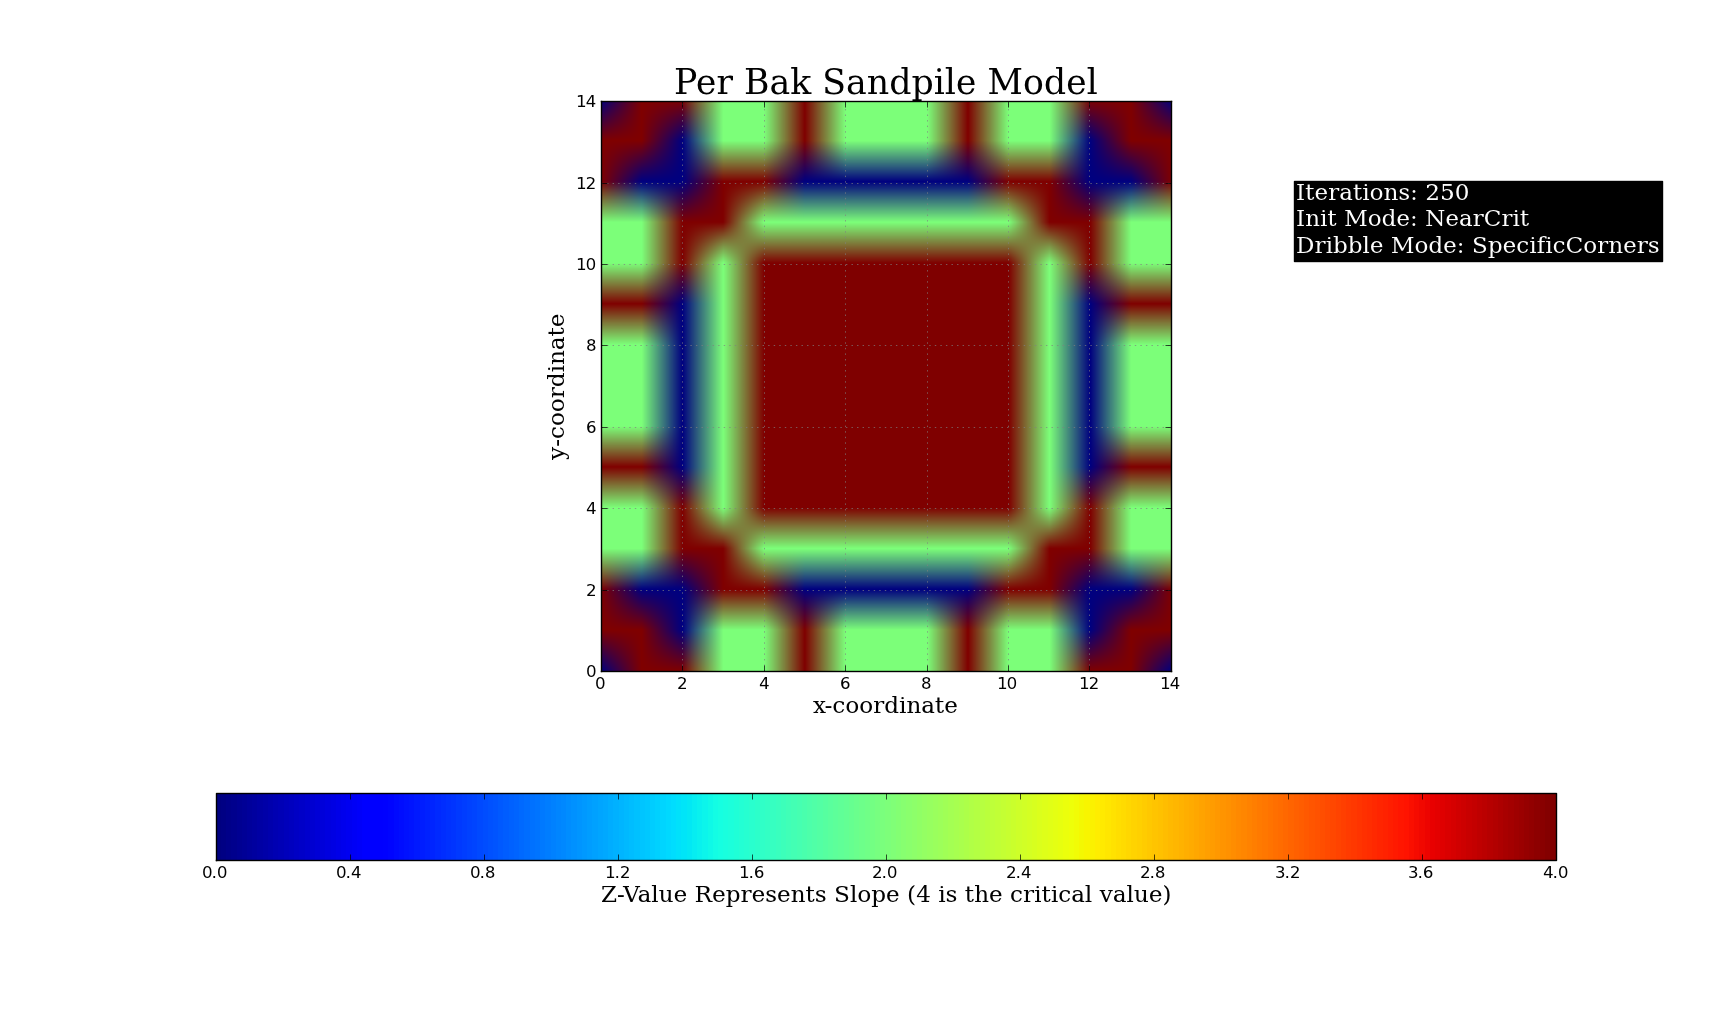 Per Bak Sandpile Model
14
12
10
8
6
4
2
0
y-coordinate
0 2 4 6 8 10 12 14
x-coordinate
Iterations: 250
Init Mode: NearCrit
Dribble Mode: SpecificCorners
0.0 0.4 0.8 1.2 1.6 2.0 2.4 2.8 3.2 3.6 4.0
Z-Value Represents Slope (4 is the critical value)